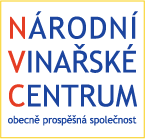 NÁRODNÍ
VINAŘSKÉ
CENTRUM
obecně prospěšná společnost